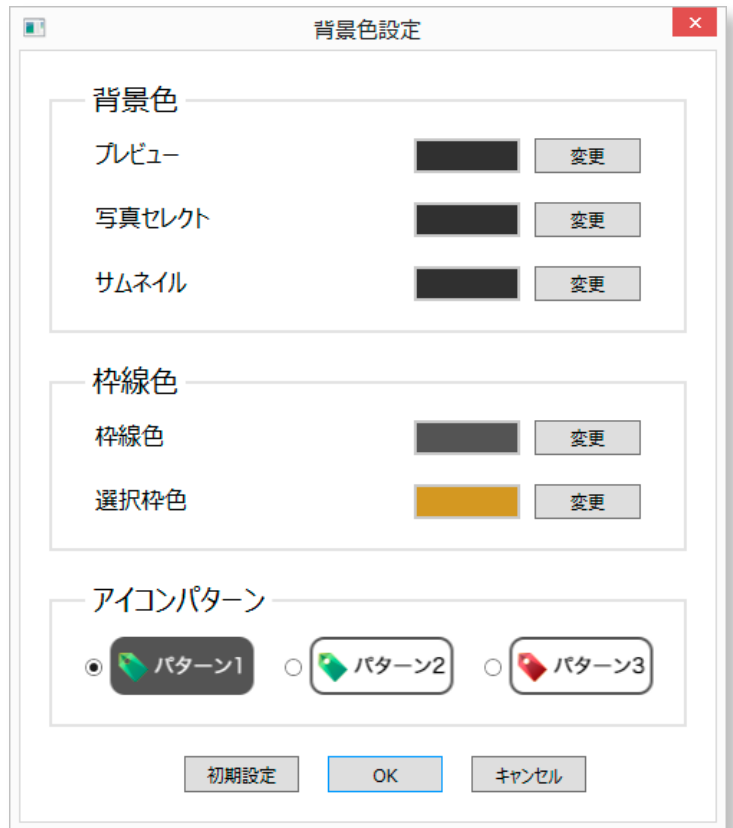 背景色設定
背景色
プレビュー 変更
写真セレクト 変更
サムネイル 変更
枠線色
枠線色 変更
選択枠色 変更
アイコンパターン
パターン1 パターン2 パターン3
初期設定 OK キャンセル